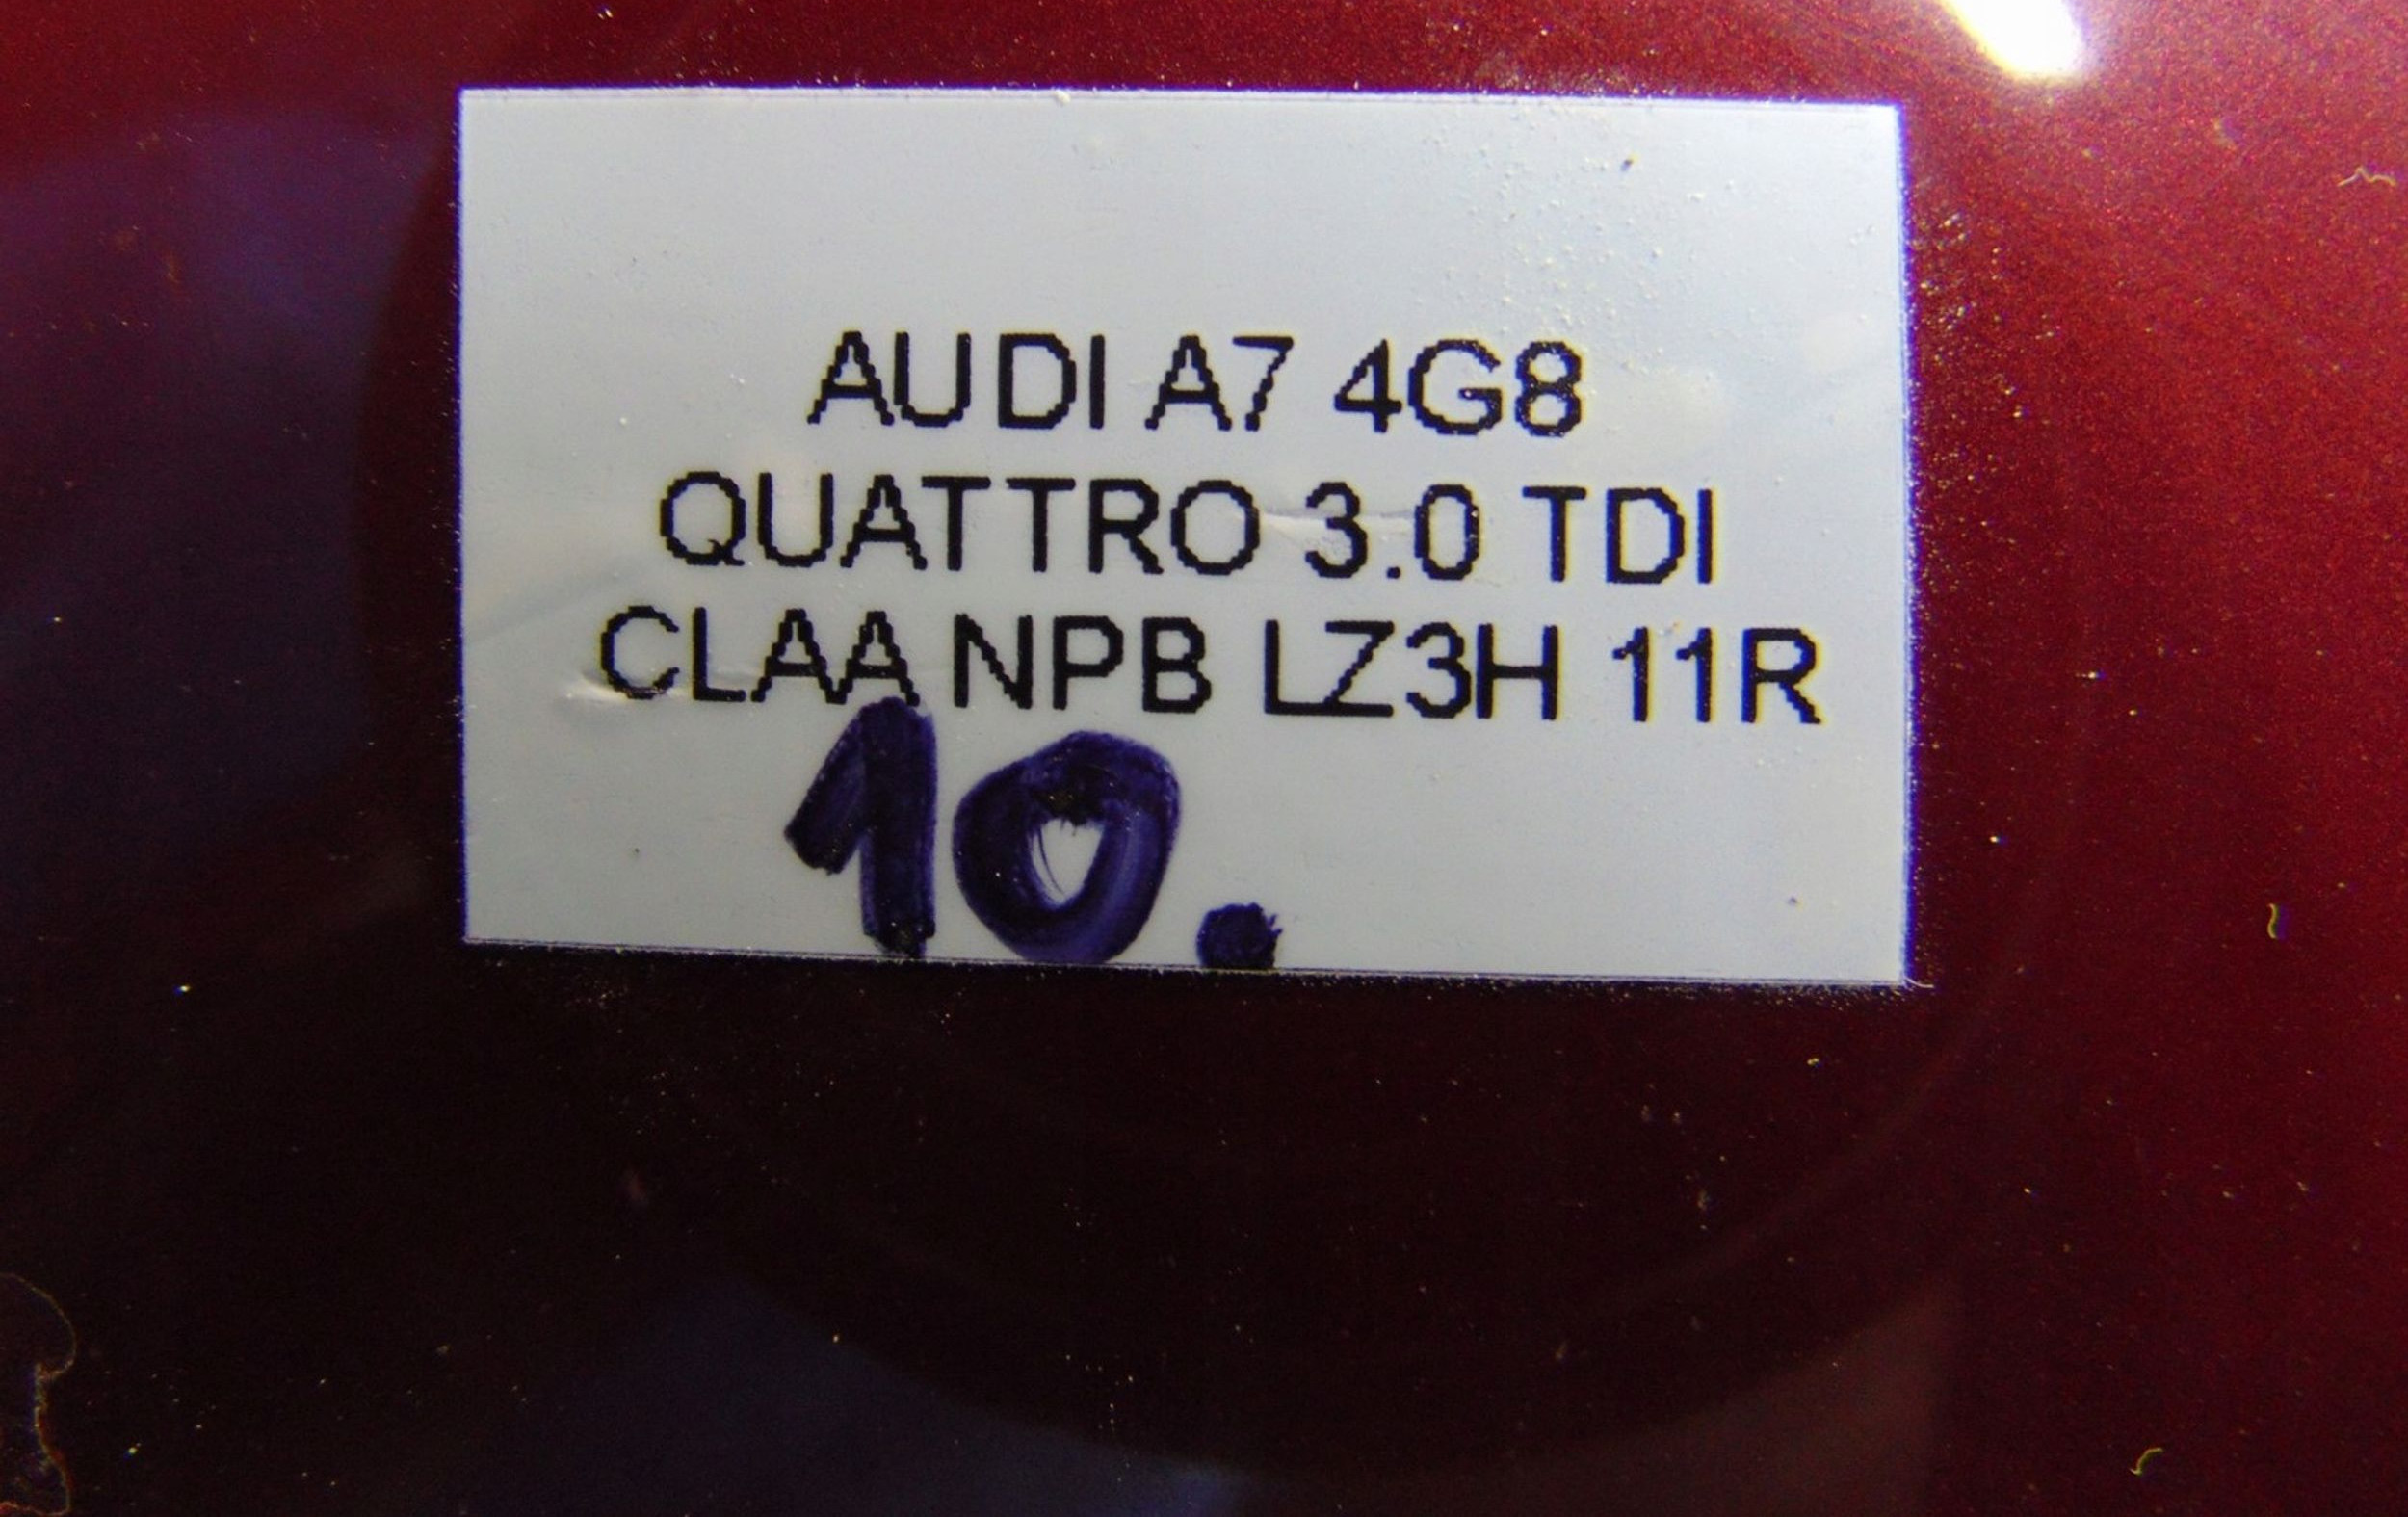 AUDI A7 4G8
QUATTRO 3.0 TDI
CLAA NPB LZ3H 11R
10.